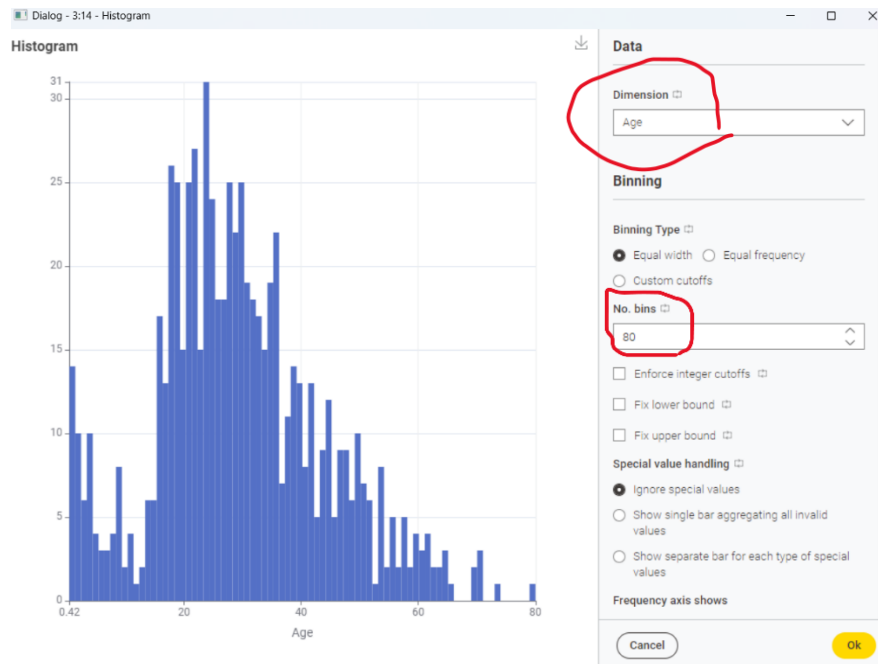 Dialog - 3:14 - Histogram
Histogram
31
30
25
20
15
10
5
0
0.42
20
40
60
80
Age
Data
Dimension
Age
Binning
Binning Type
Equal width
Equal frequency
Custom cutoffs
No. bins
80
Enforce integer cutoffs
Fix lower bound
Fix upper bound
Special value handling
Ignore special values
Show single bar aggregating all invalid
values
Show separate bar for each type of special
values
Frequency axis shows
Cancel
Ok